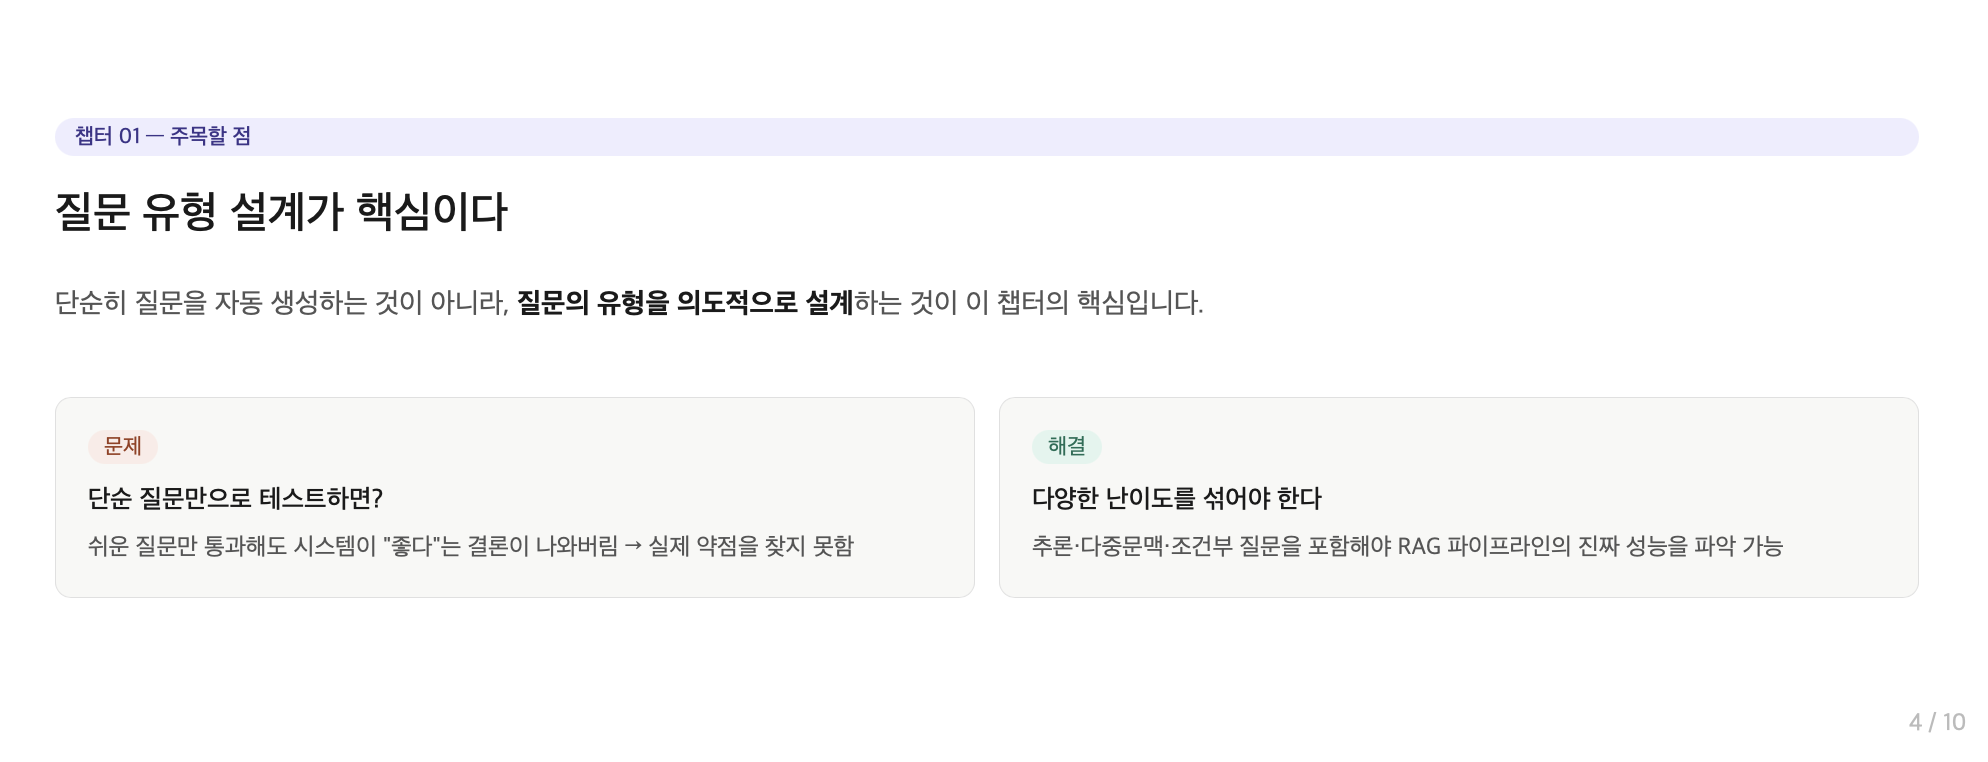 챕터 01 — 주목할 점
질문 유형 설계가 핵심이다
단순히 질문을 자동 생성하는 것이 아니라, 질문의 유형을 의도적으로 설계하는 것이 이 챕터의 핵심입니다.
문제
단순 질문만으로 테스트하면?
쉬운 질문만 통과해도 시스템이 "좋다"는 결론이 나와버림 → 실제 약점을 찾지 못함
해결
다양한 난이도를 섞어야 한다
추론·다중문맥·조건부 질문을 포함해야 RAG 파이프라인의 진짜 성능을 파악 가능
4 / 10